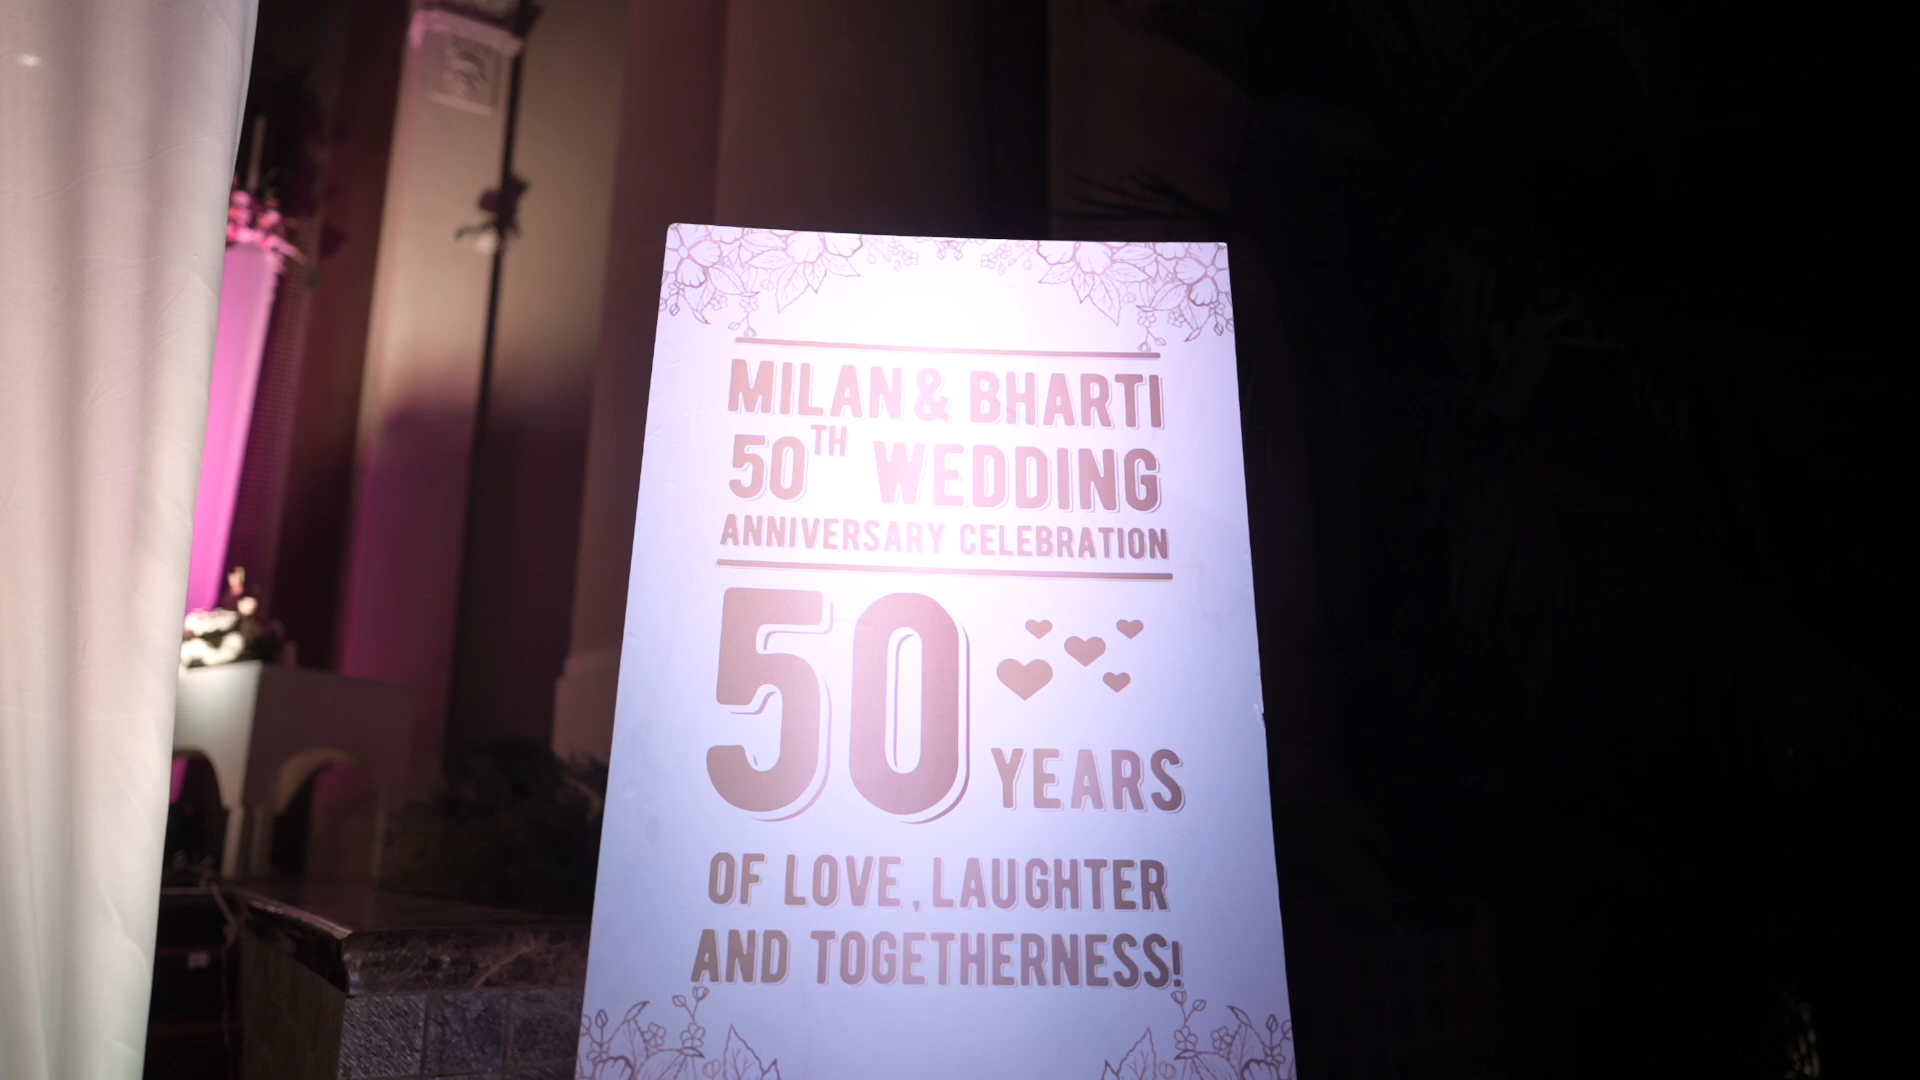 MILAN & BHARTI
50TH WEDDING
ANNIVERSARY CELEBRATION
50 YEARS
OF LOVE, LAUGHTER
AND TOGETHERNESS!